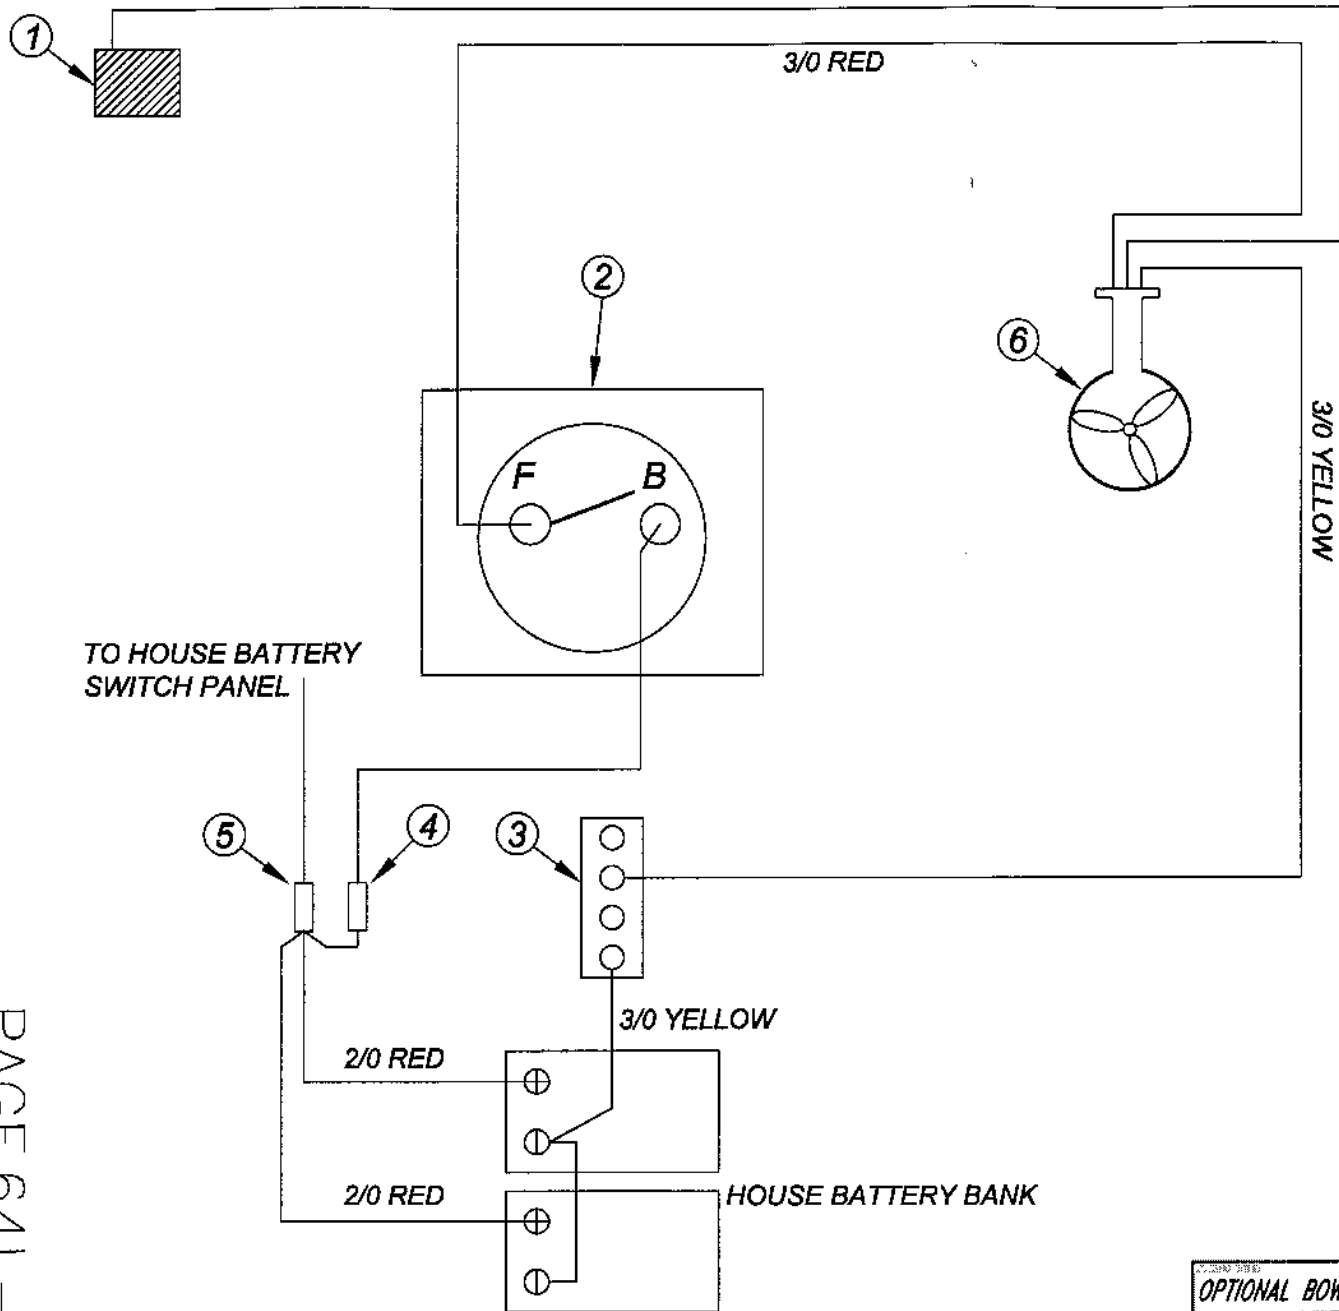 1
3/0 RED
2
6
F B
3/0 YELLOW
TO HOUSE BATTERY
SWITCH PANEL
5
4
3
3/0 YELLOW
2/0 RED
2/0 RED
HOUSE BATTERY BANK
OPTIONAL BOW
PAGE